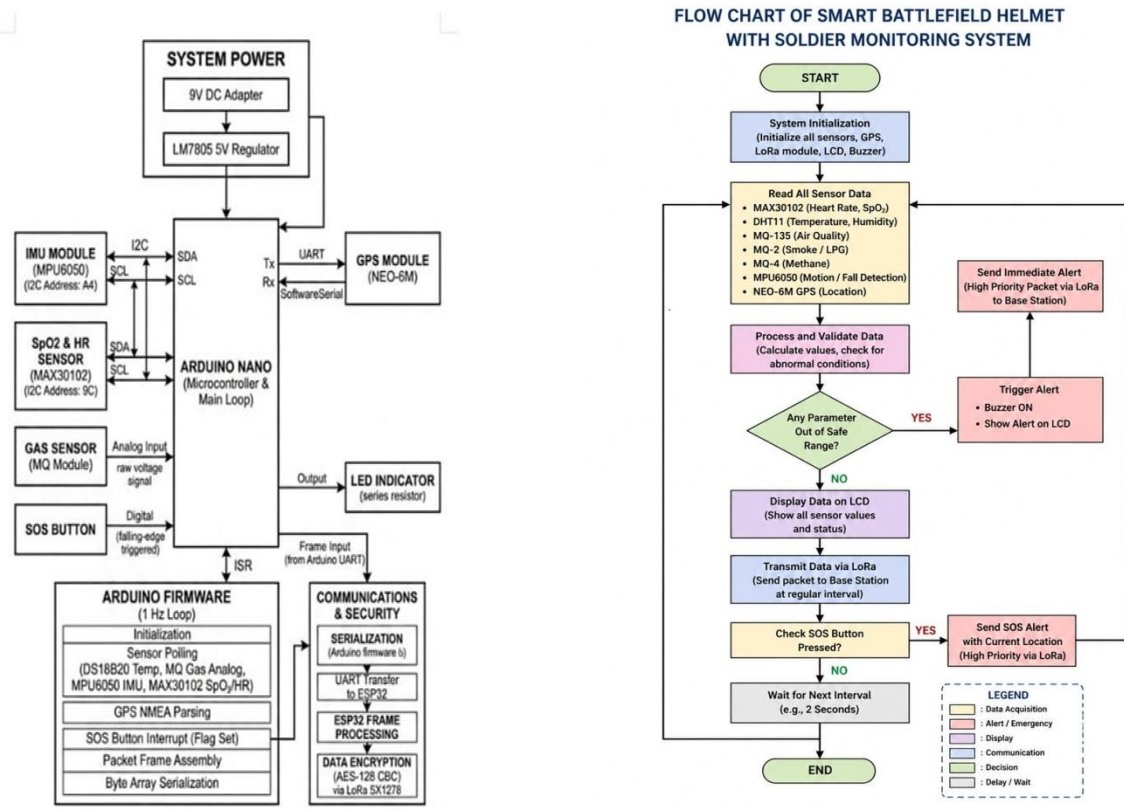 SYSTEM POWER
9V DC Adapter
LM7805 5V Regulator
IMU MODULE
(MPU6050)
(I2C Address: A4)
I2C
SCL
SDA
SCL
SpO2 & HR
SENSOR
(MAX30102)
(I2C Address: 9C)
SDA
SCL
ARDUINO NANO
(Microcontroller &
Main Loop)
Tx
Rx
UART
SoftwareSerial
GPS MODULE
(NEO-6M)
GAS SENSOR
(MQ Module)
Analog Input
raw voltage
signal
SOS BUTTON
Digital
(falling-edge
triggered)
Output
LED INDICATOR
(series resistor)
ISR
Frame Input
(from Arduino UART)
ARDUINO FIRMWARE
(1 Hz Loop)
Initialization
Sensor Polling
(DS18B20 Temp, MQ Gas Analog,
MPU6050 IMU, MAX30102 SpO₂/HR)
GPS NMEA Parsing
SOS Button Interrupt (Flag Set)
Packet Frame Assembly
Byte Array Serialization
COMMUNICATIONS
& SECURITY
SERIALIZATION
(Arduino firmware b)
UART Transfer
to ESP32
ESP32 FRAME
PROCESSING
DATA ENCRYPTION
(AES-128 CBC)
via LoRa SX1278
FLOW CHART OF SMART BATTLEFIELD HELMET
WITH SOLDIER MONITORING SYSTEM
START
System Initialization
(Initialize all sensors, GPS,
LoRa module, LCD, Buzzer)
Read All Sensor Data
• MAX30102 (Heart Rate, SpO₂)
• DHT11 (Temperature, Humidity)
• MQ-135 (Air Quality)
• MQ-2 (Smoke / LPG)
• MQ-4 (Methane)
• MPU6050 (Motion / Fall Detection)
• NEO-6M GPS (Location)
Process and Validate Data
(Calculate values, check for
abnormal conditions)
Any Parameter
Out of Safe
Range?
YES
Trigger Alert
• Buzzer ON
• Show Alert on LCD
Send Immediate Alert
(High Priority Packet via LoRa
to Base Station)
NO
Display Data on LCD
(Show all sensor values
and status)
Transmit Data via LoRa
(Send packet to Base Station
at regular interval)
Check SOS Button
Pressed?
YES
Send SOS Alert
with Current Location
(High Priority via LoRa)
NO
Wait for Next Interval
(e.g., 2 Seconds)
END
LEGEND
: Data Acquisition
: Alert / Emergency
: Display
: Communication
: Decision
: Delay / Wait